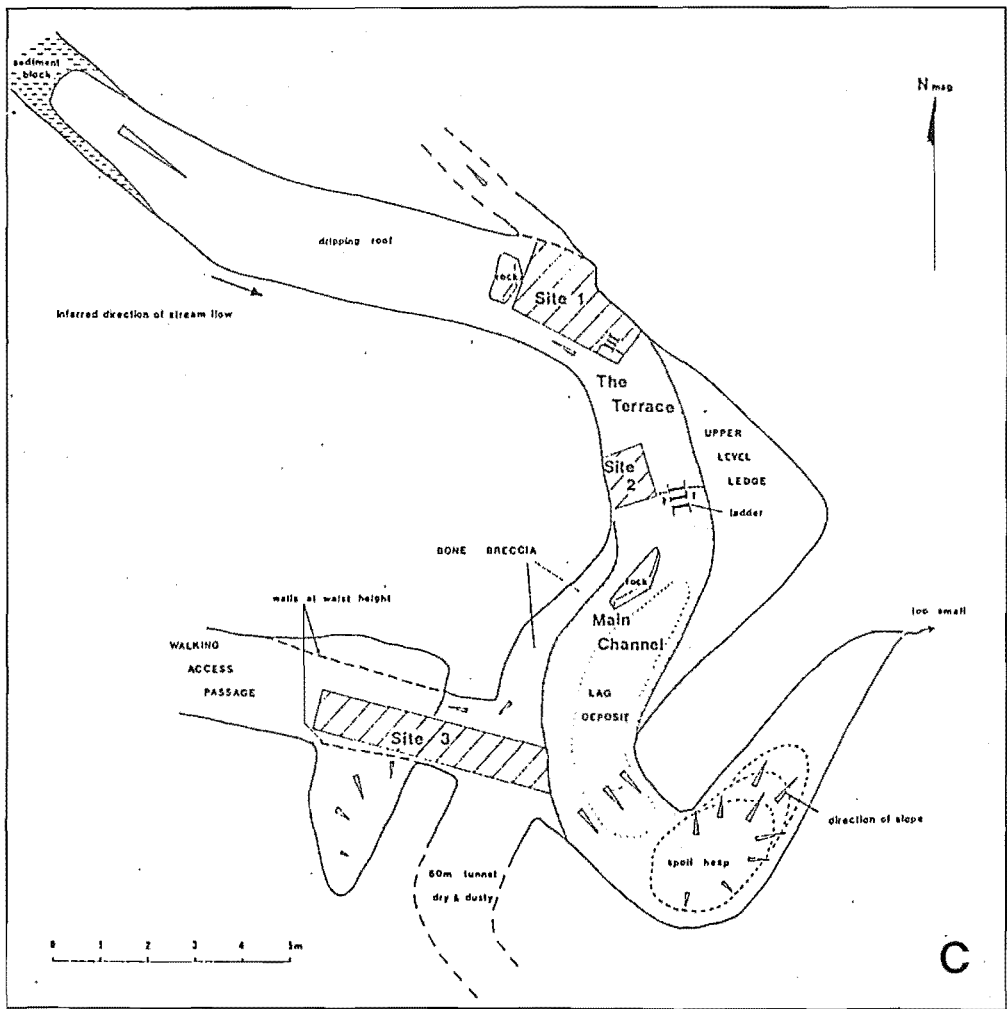 sediment
block
N map
dripping roof
rock
Site 1
Inferred direction of stream flow
The
Terrace
UPPER
LEVEL
LEDGE
Site
2
ladder
BONE BRECCIA
rock
walls at waist height
too small
Main
Channel
WALKING
ACCESS
PASSAGE
LAG
DEPOSIT
Site 3
direction of slope
spoil heap
60m tunnel
dry & dusty
0 1 2 3 4 5m
C